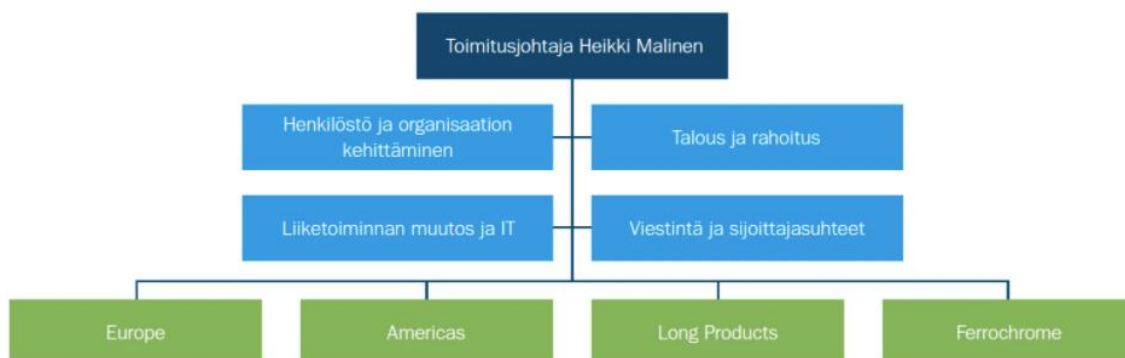 Toimitusjohtaja Heikki Malinen
Henkilöstö ja organisaation
kehittäminen
Talous ja rahoitus
Liiketoiminnan muutos ja IT
Viestintä ja sijoittajasuhteet
Europe
Americas
Long Products
Ferrochrome